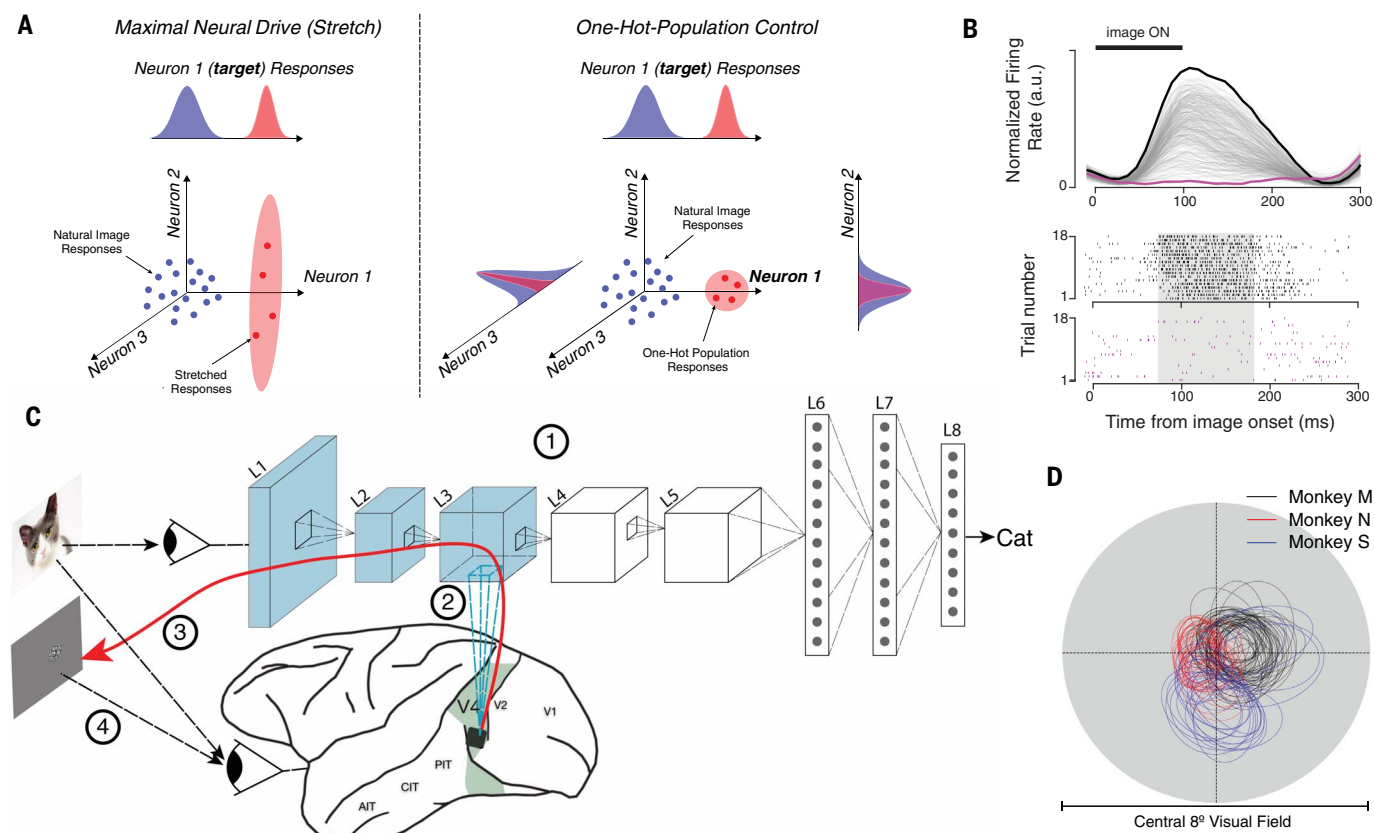 A
Maximal Neural Drive (Stretch)
Neuron 1 (target) Responses
Neuron 2
Natural Image
Responses
Neuron 1
Neuron 3
Stretched
Responses
One-Hot-Population Control
Neuron 1 (target) Responses
Neuron 2
Natural Image
Responses
Neuron 1
Neuron 3
Neuron 3
One-Hot Population
Responses
Neuron 2
B
image ON
Normalized Firing
Rate (a.u.)
0
0
100
200
300
Trial number
18
1
18
1
0
100
200
300
Time from image onset (ms)
C
1
L1
L2
L3
L4
L5
L6
L7
L8
Cat
2
3
4
V4
V2
V1
PIT
CIT
AIT
D
Monkey M
Monkey N
Monkey S
Central 8º Visual Field